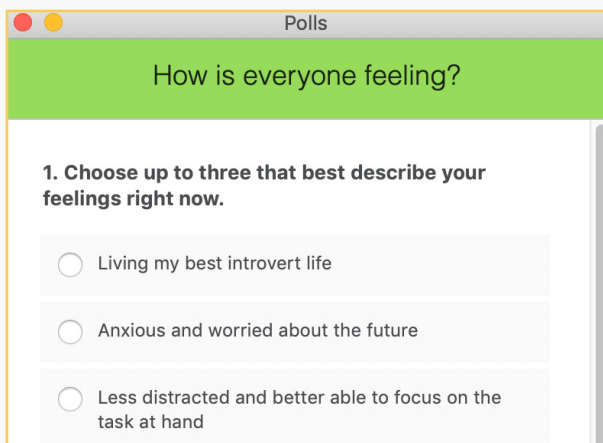 Polls
How is everyone feeling?
1. Choose up to three that best describe your
feelings right now.
Living my best introvert life
Anxious and worried about the future
Less distracted and better able to focus on the
task at hand